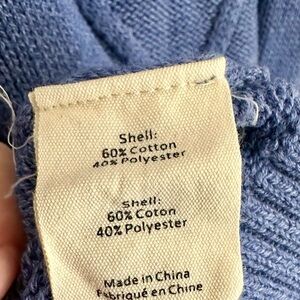 Shell:
60% Cotton
40% Polyester
Shell:
60% Coton
40% Polyester
Made in China
Fabriqué en Chine